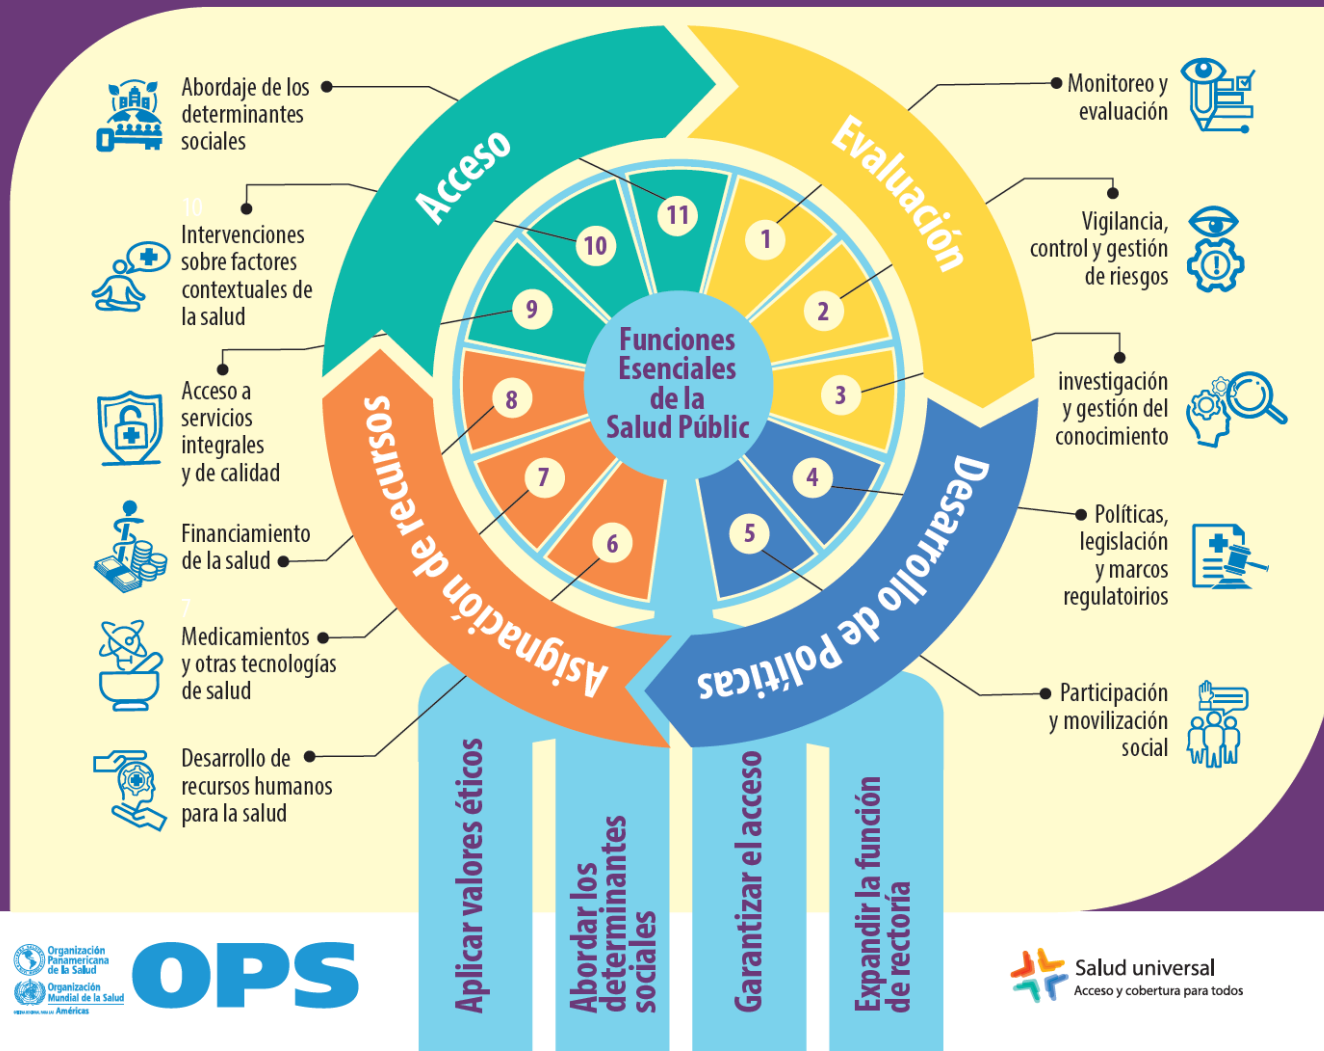 Abordaje de los
determinantes
sociales
10
Intervenciones
sobre factores
contextuales de
la salud
Acceso a
servicios
integrales
y de calidad
Financiamiento
de la salud
7
Medicamientos
y otras tecnologías
de salud
Desarrollo de
recursos humanos
para la salud
Acceso
Evaluación
Desarrollo de Políticas
Asignación de recursos
11
1
10
2
9
3
8
4
7
5
6
Funciones
Esenciales
de la
Salud Públic
Monitoreo y
evaluación
Vigilancia,
control y gestión
de riesgos
investigación
y gestión del
conocimiento
Políticas,
legislación
y marcos
regulatoirios
Participación
y movilización
social
Aplicar valores éticos
Abordar los
determinantes
sociales
Garantizar el acceso
Expandir la función
de rectoría
Organización
Panamericana
de la Salud
Organización
Mundial de la Salud
Américas
OPS
Salud universal
Acceso y cobertura para todos